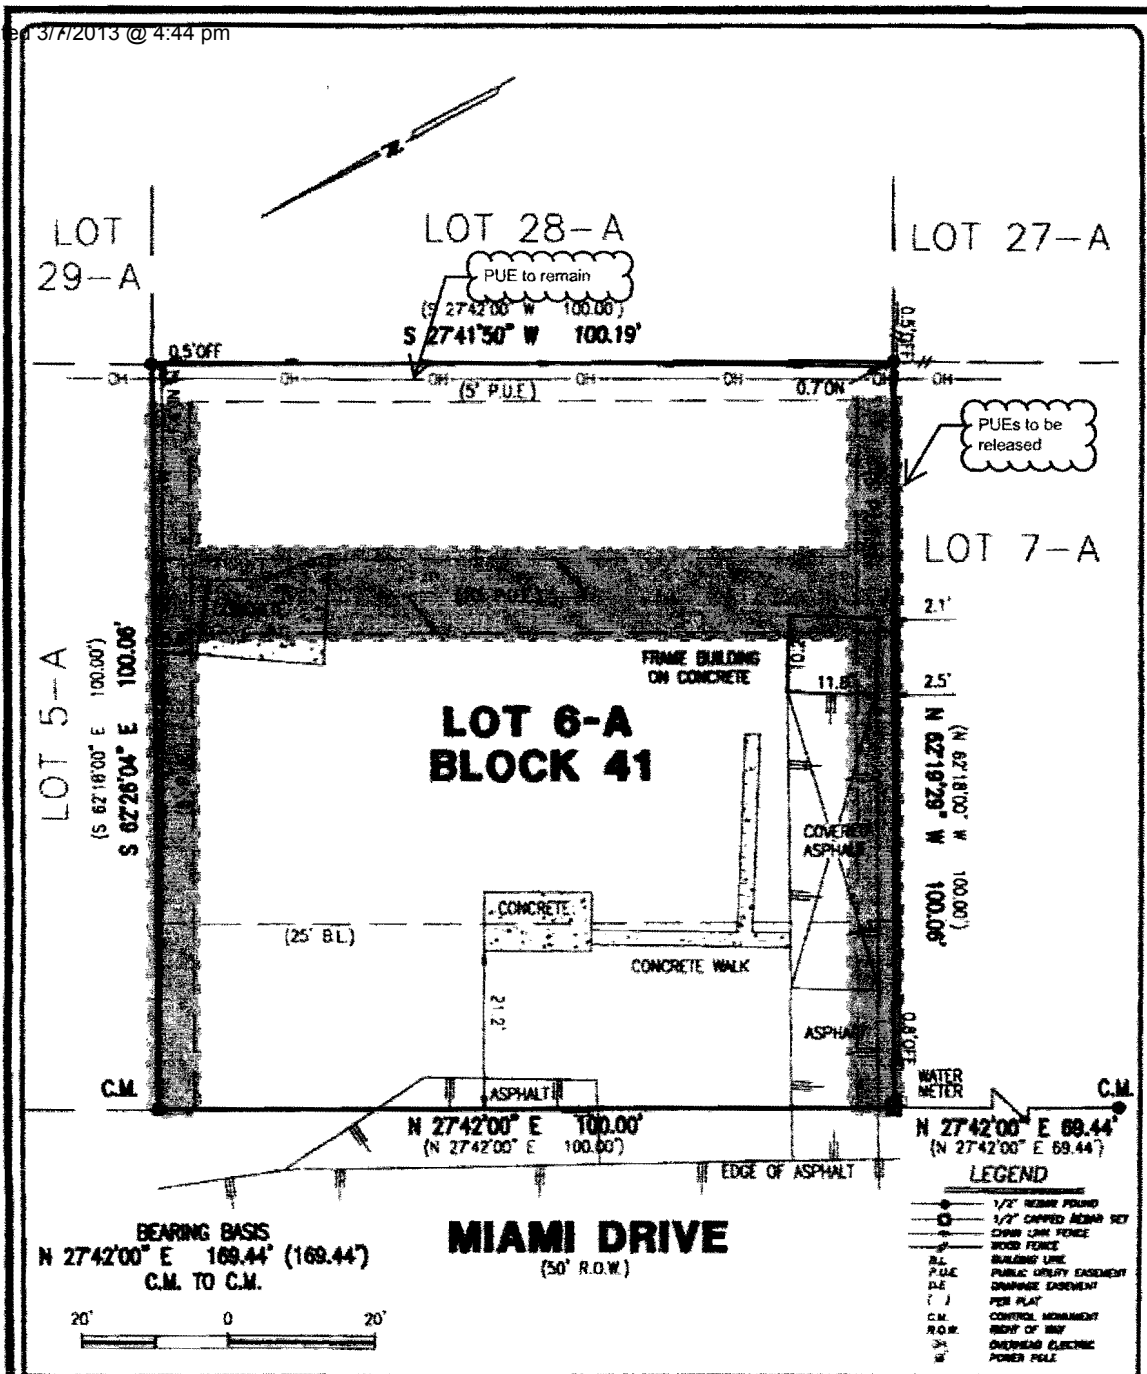 ted 3/7/2013 @ 4:44 pm
LOT
29-A
LOT 28-A
LOT 27-A
PUE to remain
(S 27°42'00" W 100.00')
S 27°41'50" W 100.19'
0.5'OFF
0.5'OFF
OH OH OH OH OH OH OH
(5' P.U.E)
0.7'ON
PUEs to be
released
LOT 7-A
2.1'
FRAME BUILDING
ON CONCRETE
11.8'
2.5'
LOT 5-A
(S 62°18'00" E 100.00')
S 62°26'04" E 100.06'
LOT 6-A
BLOCK 41
(N 62°18'00" W 100.00')
N 62°19'29" W 100.06'
COVERED
ASPHALT
CONCRETE
(25' B.L.)
CONCRETE WALK
21.2'
ASPHALT
0.8'OFF
C.M.
ASPHALT
WATER
METER
C.M.
N 27°42'00" E 100.00'
(N 27°42'00" E 100.00')
N 27°42'00" E 69.44'
(N 27°42'00" E 69.44')
EDGE OF ASPHALT
LEGEND
1/2" REBAR FOUND
1/2" CAPPED REBAR SET
CHAIN LINK FENCE
WOOD FENCE
B.L. BUILDING LINE
P.U.E. PUBLIC UTILITY EASEMENT
D.E. DRAINAGE EASEMENT
( ) PER PLAT
C.M. CONTROL MONUMENT
R.O.W. RIGHT OF WAY
OVERHEAD ELECTRIC
POWER POLE
BEARING BASIS
N 27°42'00" E 169.44' (169.44')
C.M. TO C.M.
MIAMI DRIVE
(50' R.O.W.)
20' 0 20'